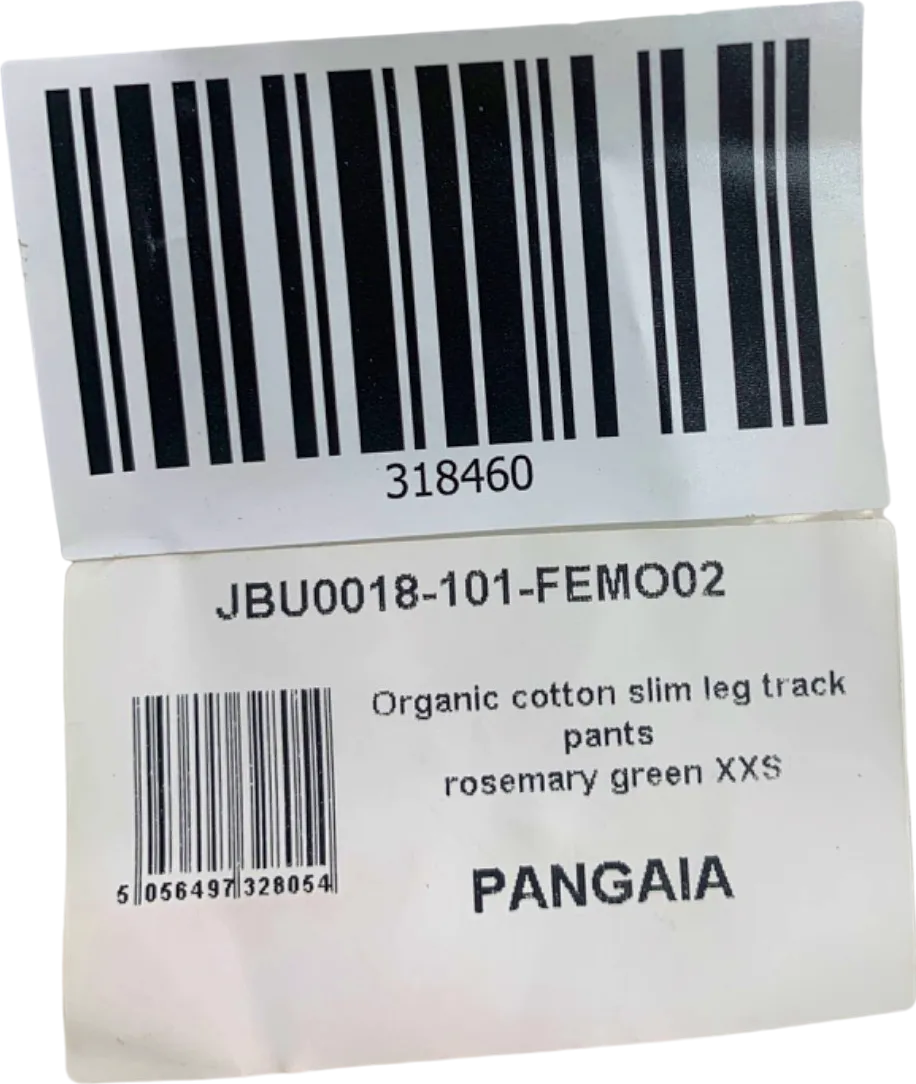 318460
JBU0018-101-FEMO02
Organic cotton slim leg track
pants
rosemary green XXS
5 056497 328054
PANGAIA